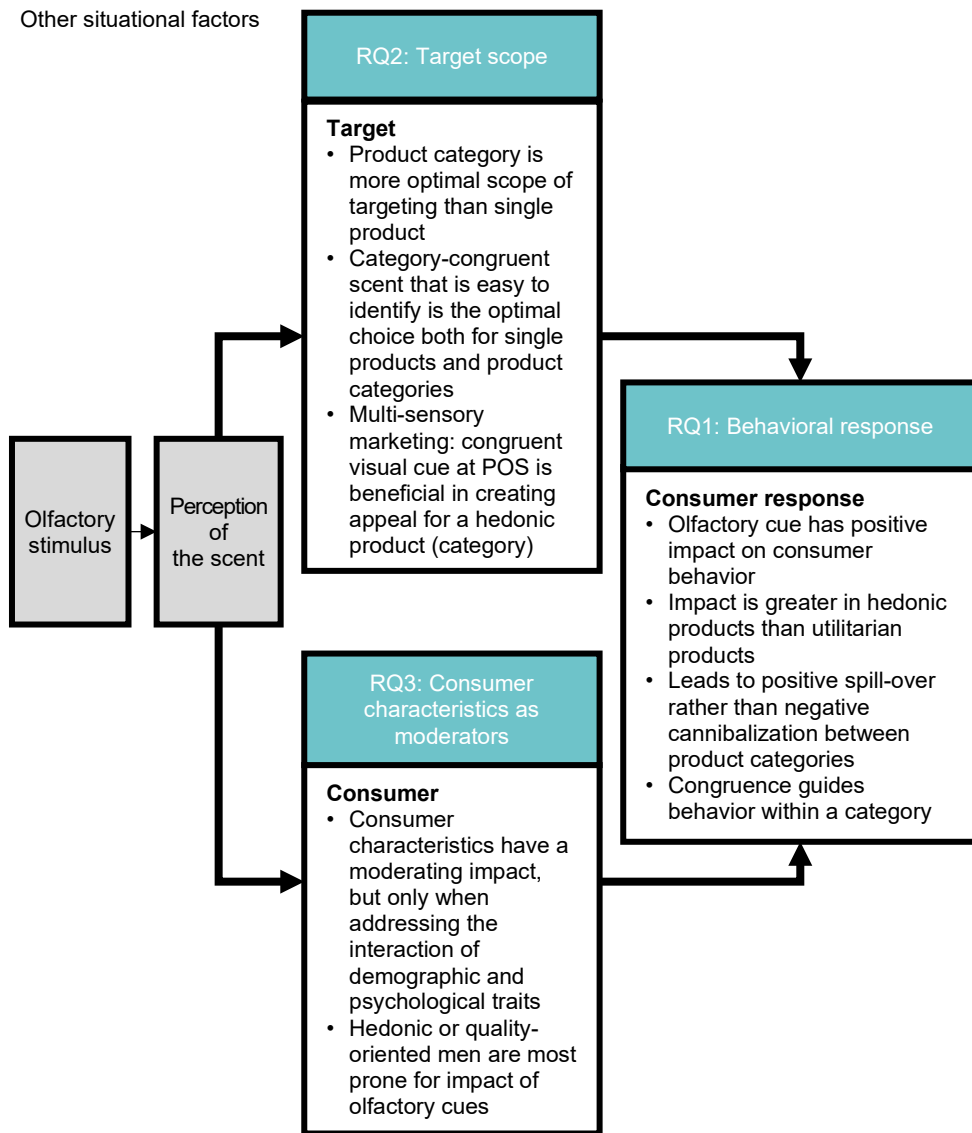 Other situational factors
RQ2: Target scope
Target
• Product category is
more optimal scope of
targeting than single
product
• Category-congruent
scent that is easy to
identify is the optimal
choice both for single
products and product
categories
• Multi-sensory
marketing: congruent
visual cue at POS is
beneficial in creating
appeal for a hedonic
product (category)
Olfactory
stimulus
Perception
of
the scent
RQ3: Consumer
characteristics as
moderators
Consumer
• Consumer
characteristics have a
moderating impact,
but only when
addressing the
interaction of
demographic and
psychological traits
• Hedonic or quality-
oriented men are most
prone for impact of
olfactory cues
RQ1: Behavioral response
Consumer response
• Olfactory cue has positive
impact on consumer
behavior
• Impact is greater in hedonic
products than utilitarian
products
• Leads to positive spill-over
rather than negative
cannibalization between
product categories
• Congruence guides
behavior within a category